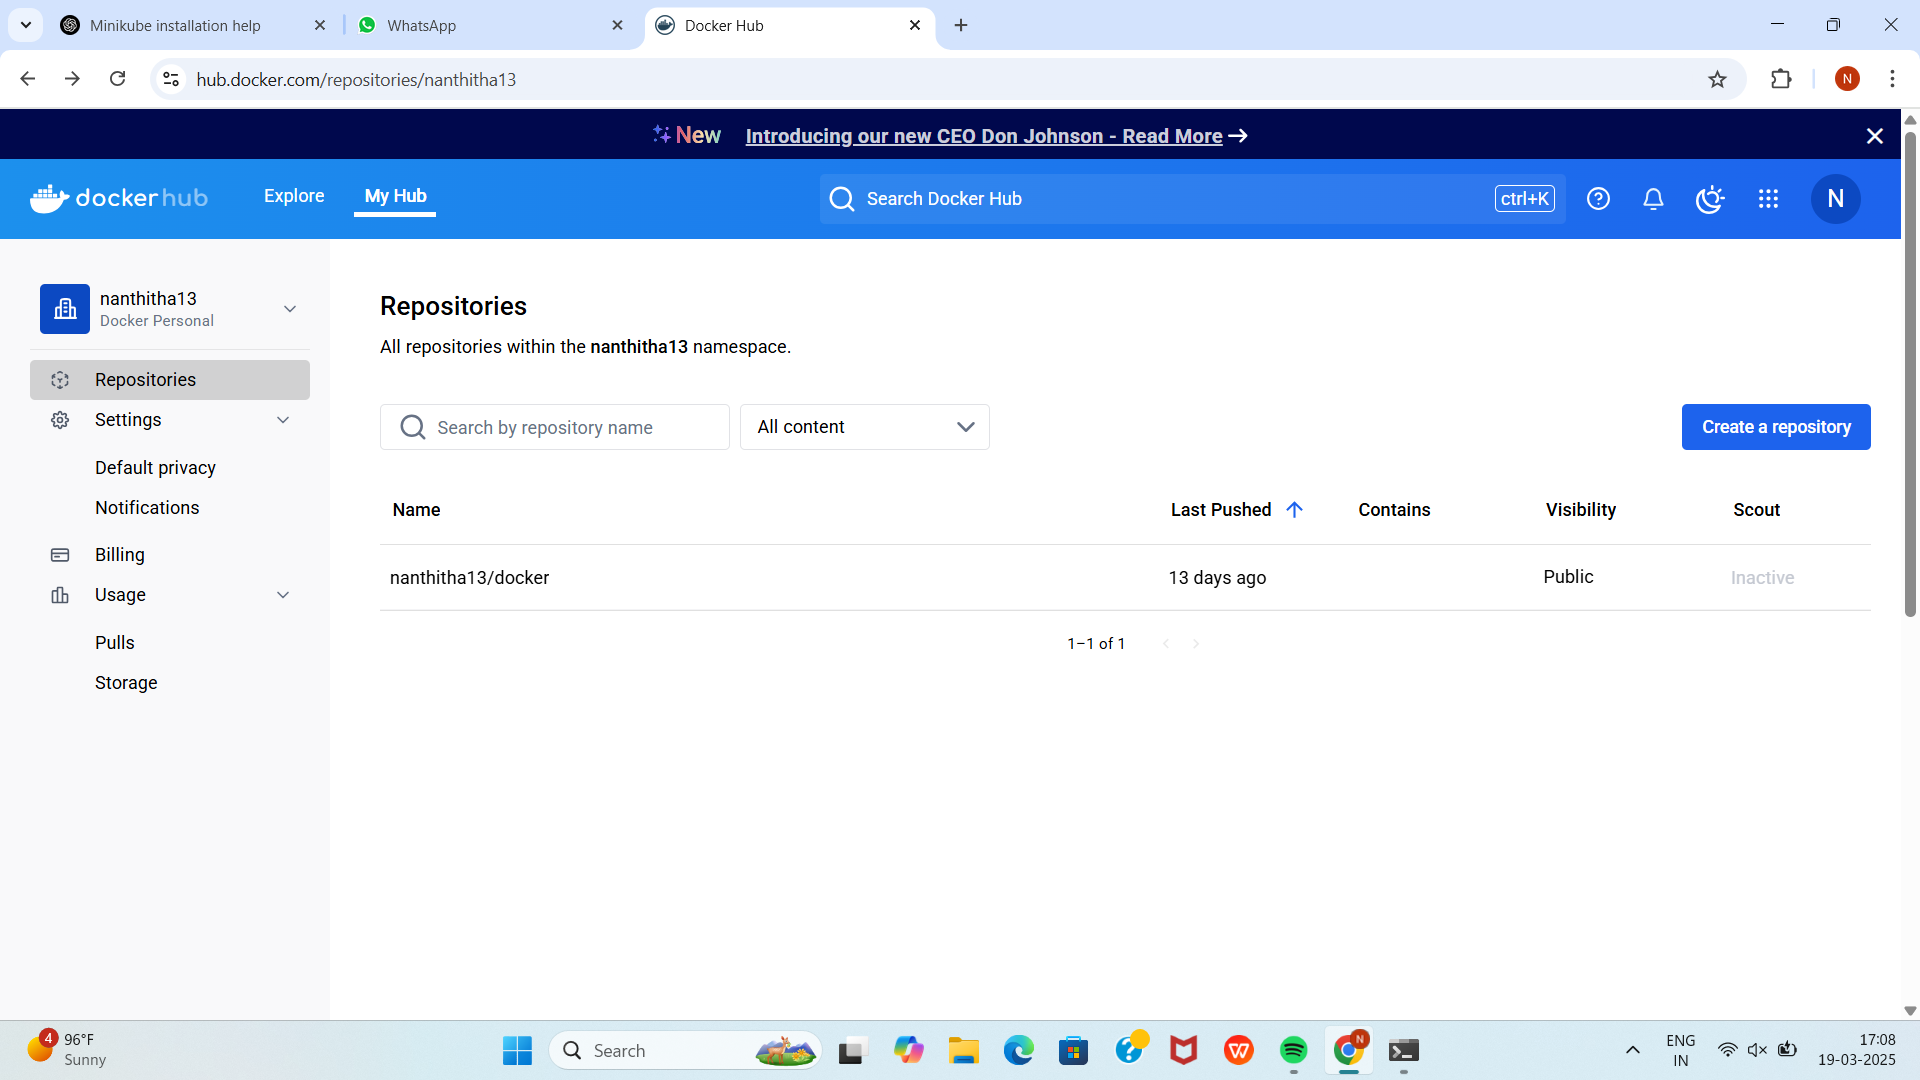 Minikube installation help
WhatsApp
Docker Hub
hub.docker.com/repositories/nanthitha13
N
New Introducing our new CEO Don Johnson - Read More →
dockerhub
Explore
My Hub
Search Docker Hub
ctrl+K
N
nanthitha13
Docker Personal
Repositories
Settings
Default privacy
Notifications
Billing
Usage
Pulls
Storage
Repositories
All repositories within the nanthitha13 namespace.
Search by repository name
All content
Create a repository
Name Last Pushed Contains Visibility Scout
nanthitha13/docker 13 days ago Public Inactive
1–1 of 1
4
96°F
Sunny
Search
N
ENG
IN
17:08
19-03-2025